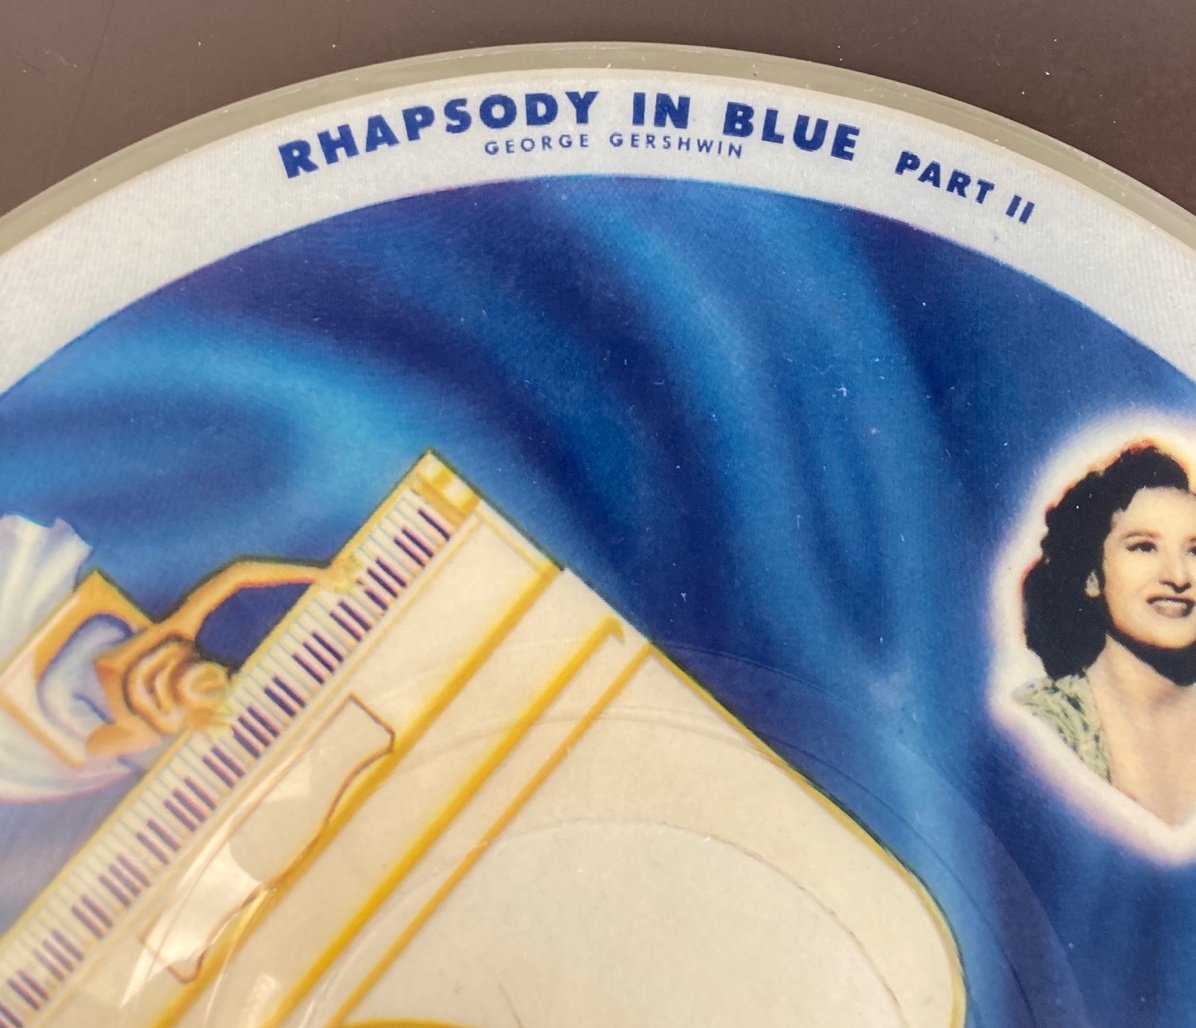 RHAPSODY IN BLUE PART II
GEORGE GERSHWIN